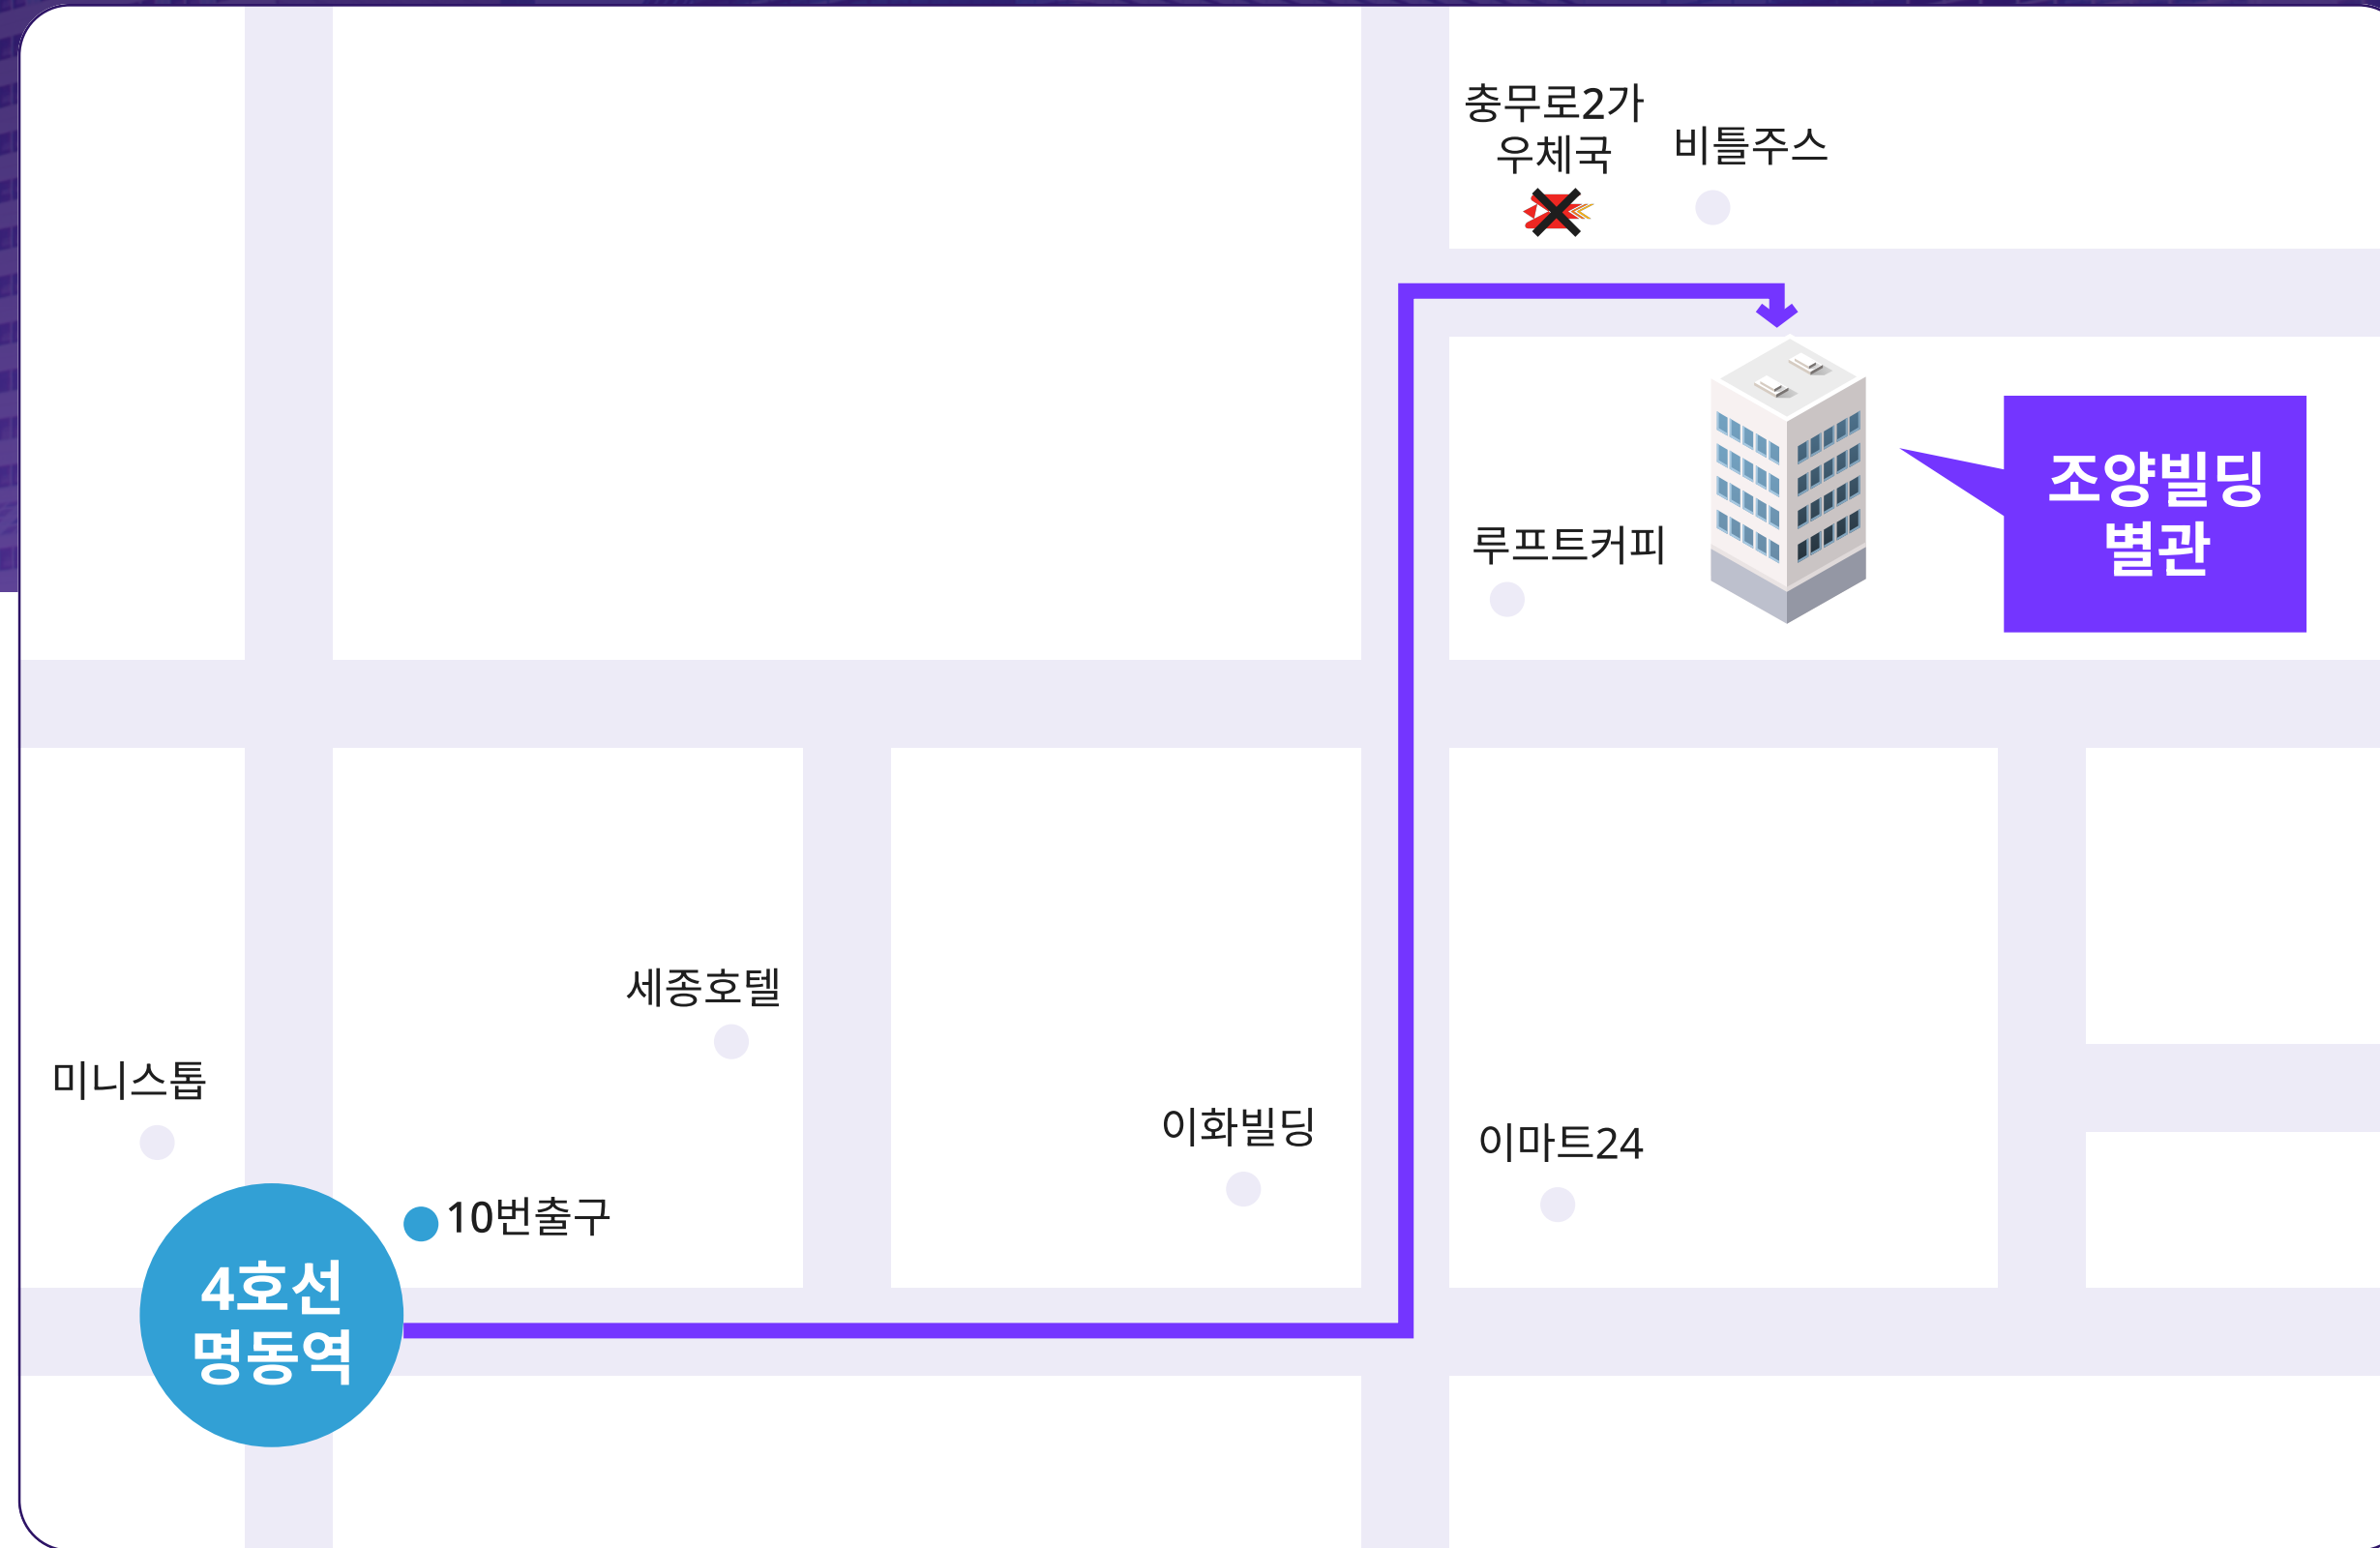 충무로2가
우체국
비틀주스
루프트커피
조양빌딩
별관
세종호텔
미니스톱
이화빌딩
이마트24
10번출구
4호선
명동역